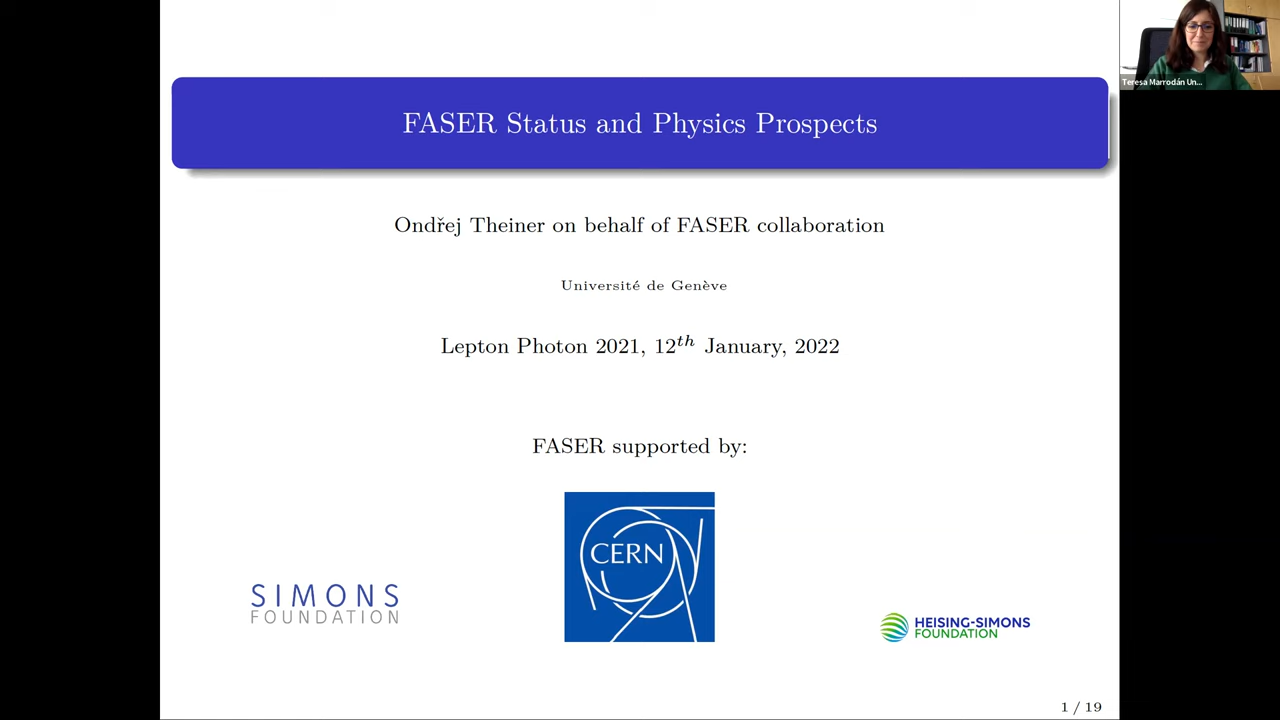 Teresa Marrodán Un...
FASER Status and Physics Prospects
Ondřej Theiner on behalf of FASER collaboration
Université de Genève
Lepton Photon 2021, 12th January, 2022
FASER supported by:
CERN
SIMONS
FOUNDATION
HEISING-SIMONS
FOUNDATION
1 / 19